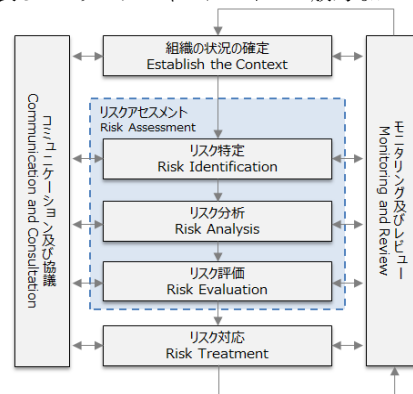 組織の状況の確定
Establish the Context
リスクアセスメント
Risk Assessment
リスク特定
Risk Identification
リスク分析
Risk Analysis
リスク評価
Risk Evaluation
リスク対応
Risk Treatment
コミュニケーション及び協議
Communication and Consultation
モニタリング及びレビュー
Monitoring and Review